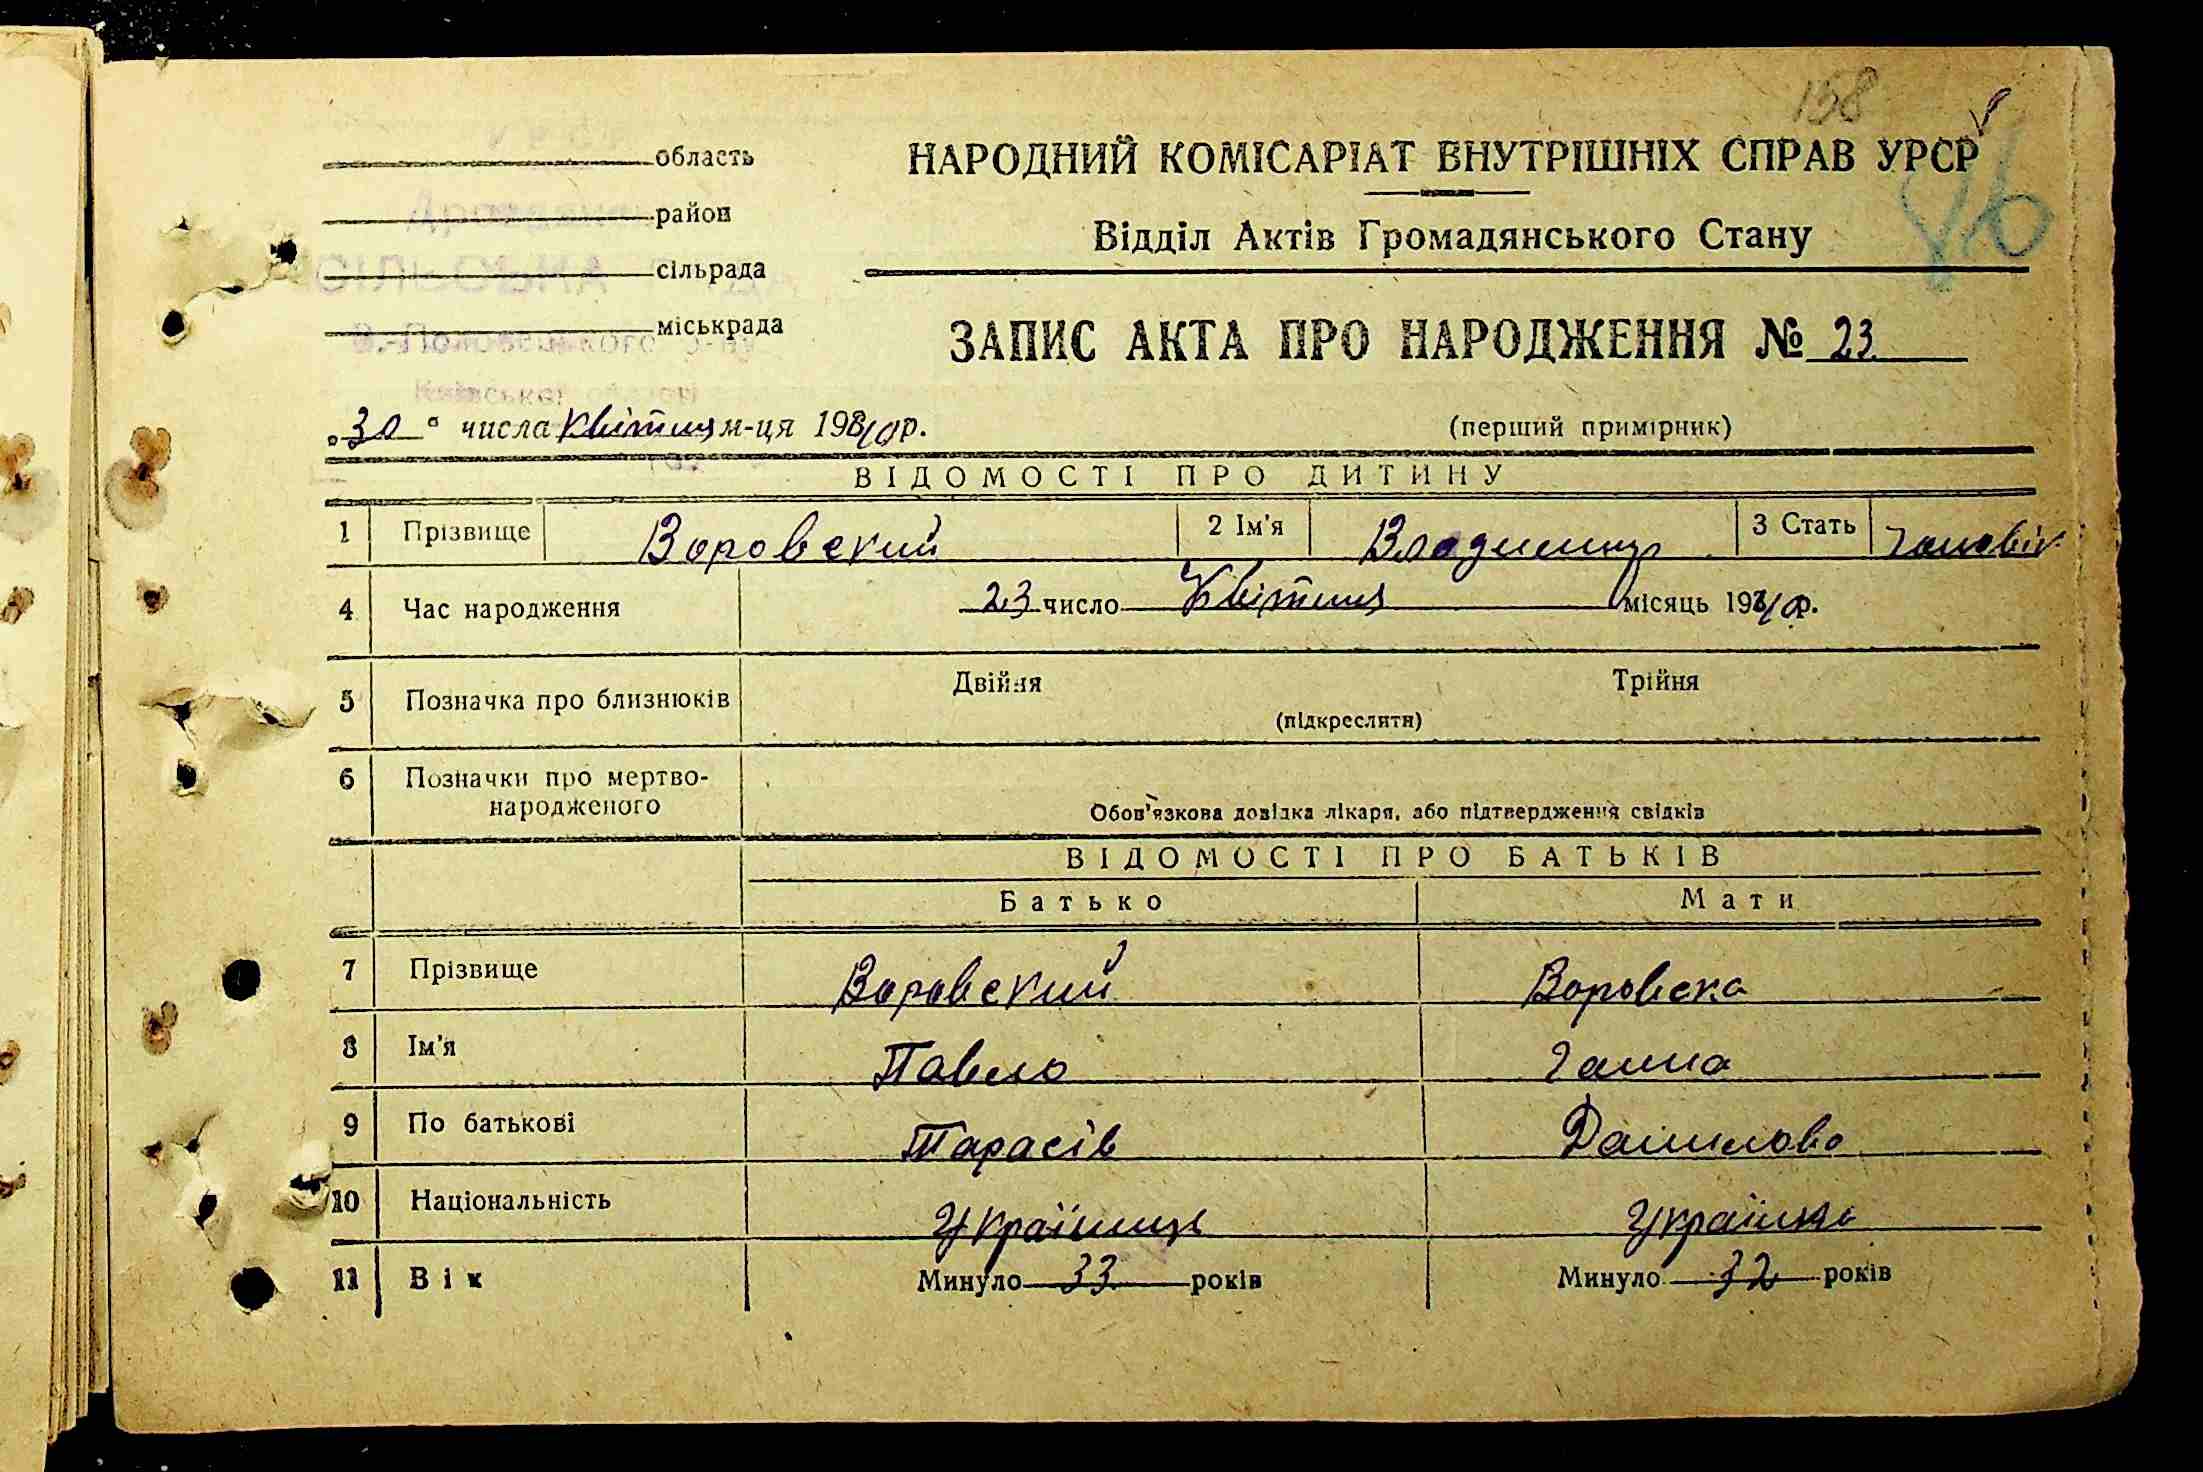 158
область
НАРОДНИЙ КОМІСАРІАТ ВНУТРІШНІХ СПРАВ УРСР
район
Відділ Актів Громадянського Стану
сільрада
СІЛЬСЬКА
міськрада
ЗАПИС АКТА ПРО НАРОДЖЕННЯ № 23
„30“ числа Квітня м-ця 1940 р.
(перший примірник)
ВІДОМОСТІ ПРО ДИТИНУ
1 Прізвище Воровский 2 Ім'я Владимир 3 Стать
4 Час народження 23 число Квітня місяць 1940 р.
5 Позначка про близнюків Двійня Трійня
(підкреслити)
6 Позначки про мертво-
народженого
Обов'язкова довідка лікаря, або підтвердження свідків
ВІДОМОСТІ ПРО БАТЬКІВ
Батько Мати
7 Прізвище Воровский Воровска
8 Ім'я Павло Ганна
9 По батькові Тарасів Данилова
10 Національність Українець Українка
11 Вік Минуло 33 років Минуло 32 років